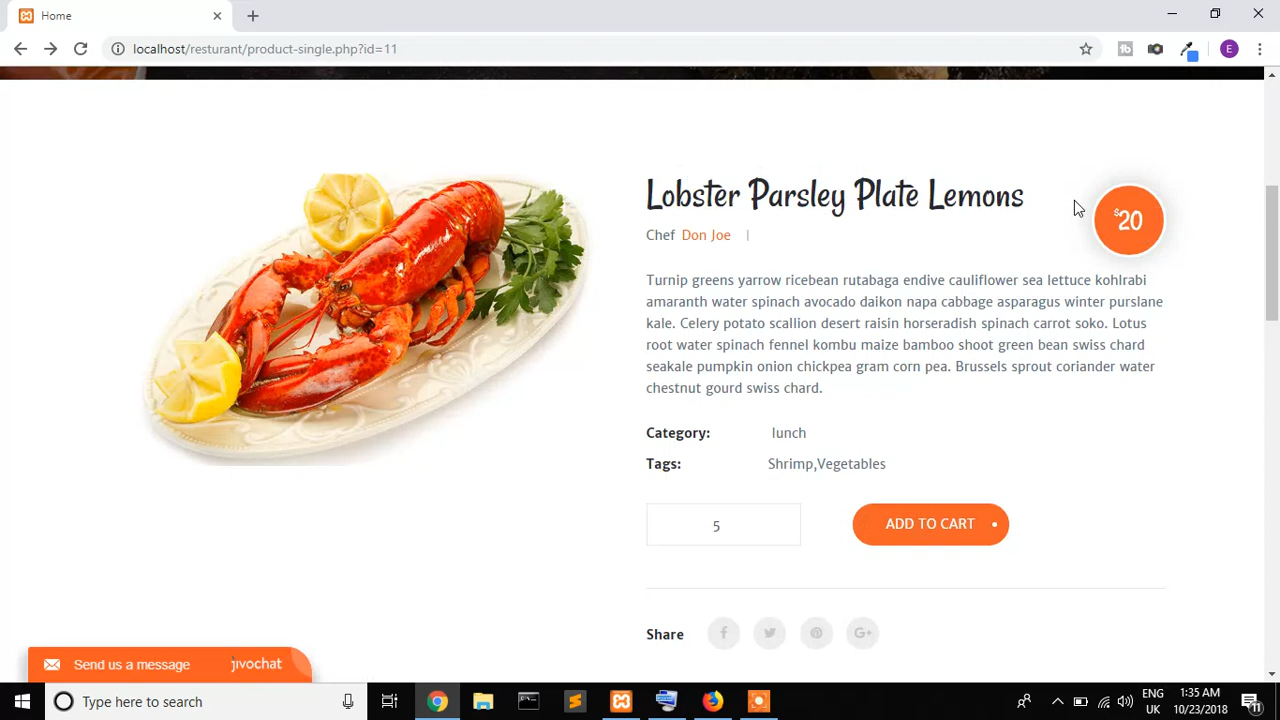 Home
localhost/resturant/product-single.php?id=11
E
Lobster Parsley Plate Lemons
$20
Chef Don Joe |
Turnip greens yarrow ricebean rutabaga endive cauliflower sea lettuce kohlrabi
amaranth water spinach avocado daikon napa cabbage asparagus winter purslane
kale. Celery potato scallion desert raisin horseradish spinach carrot soko. Lotus
root water spinach fennel kombu maize bamboo shoot green bean swiss chard
seakale pumpkin onion chickpea gram corn pea. Brussels sprout coriander water
chestnut gourd swiss chard.
Category: lunch
Tags: Shrimp,Vegetables
5
ADD TO CART
Share
Send us a message jivochat
Type here to search
ENG
UK
1:35 AM
10/23/2018
11